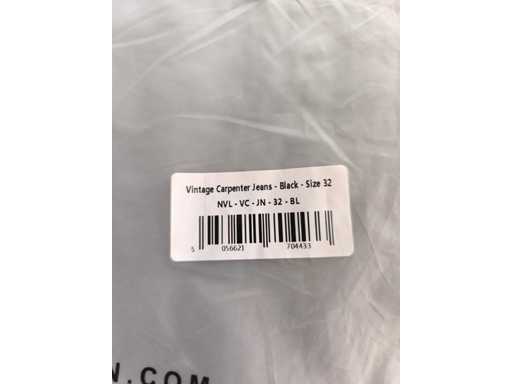 Vintage Carpenter Jeans - Black - Size 32
NVL - VC - JN - 32 - BL
5 056621 704433
N.COM